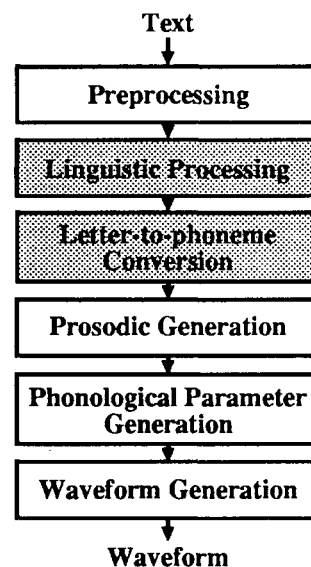 Text
Preprocessing
Linguistic Processing
Letter-to-phoneme
Conversion
Prosodic Generation
Phonological Parameter
Generation
Waveform Generation
Waveform